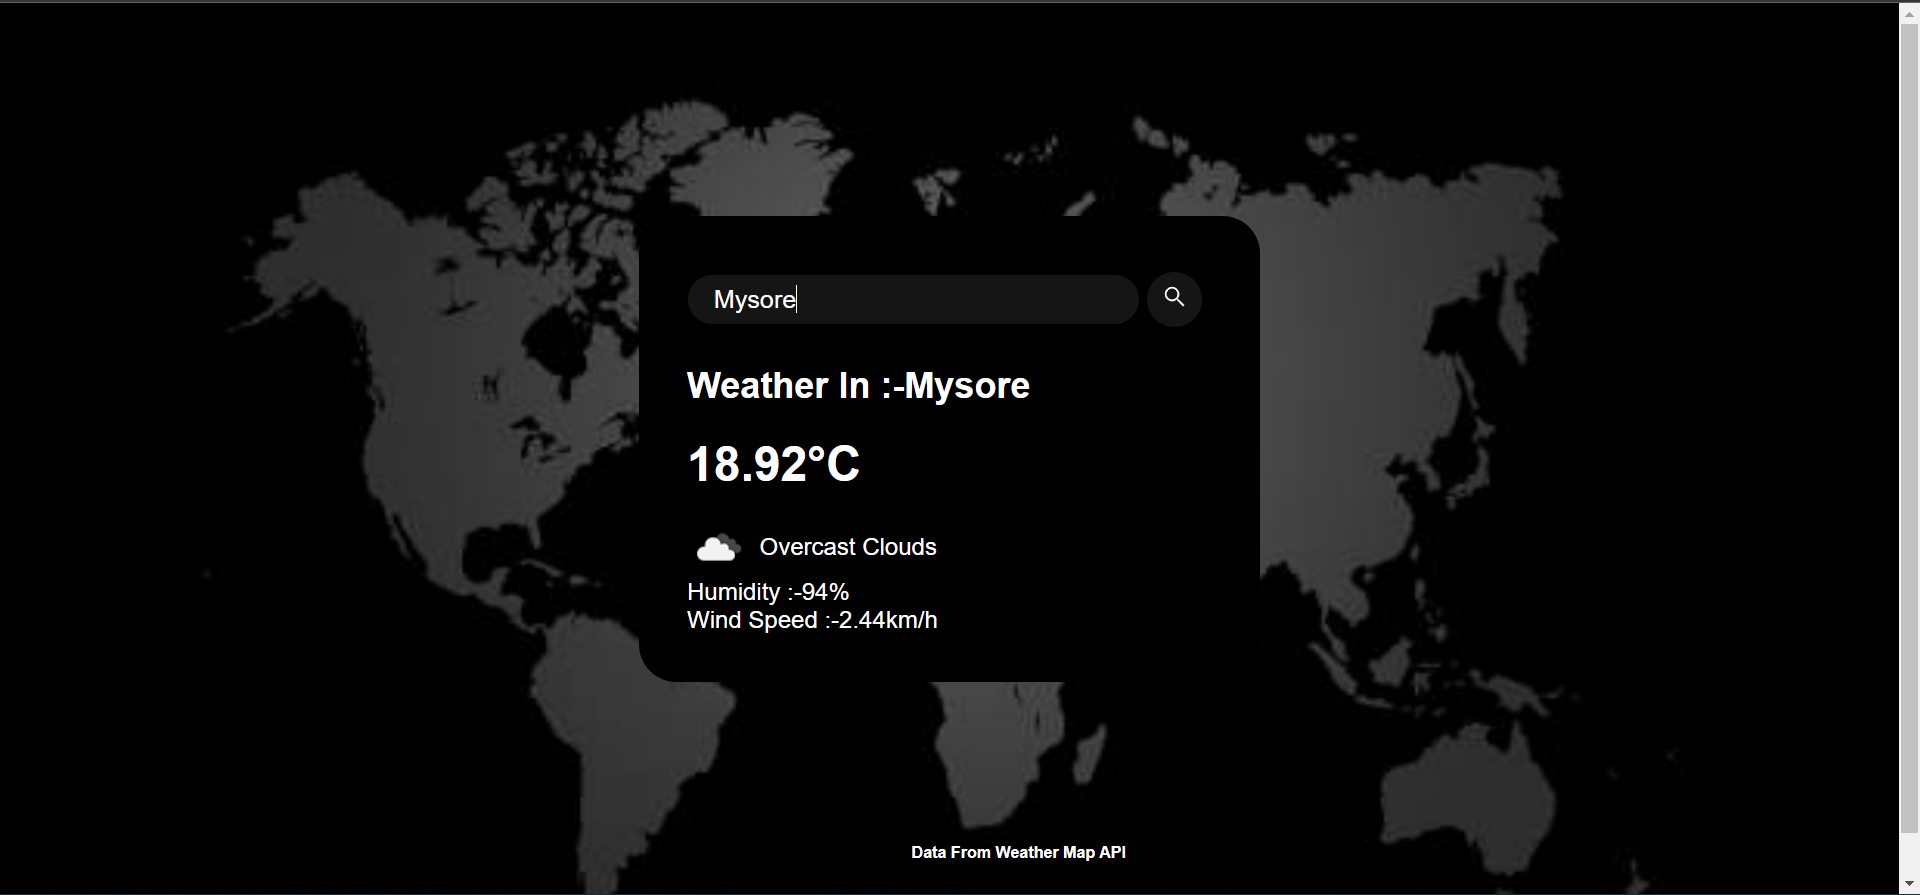 Mysore
Weather In :-Mysore
18.92°C
Overcast Clouds
Humidity :-94%
Wind Speed :-2.44km/h
Data From Weather Map API